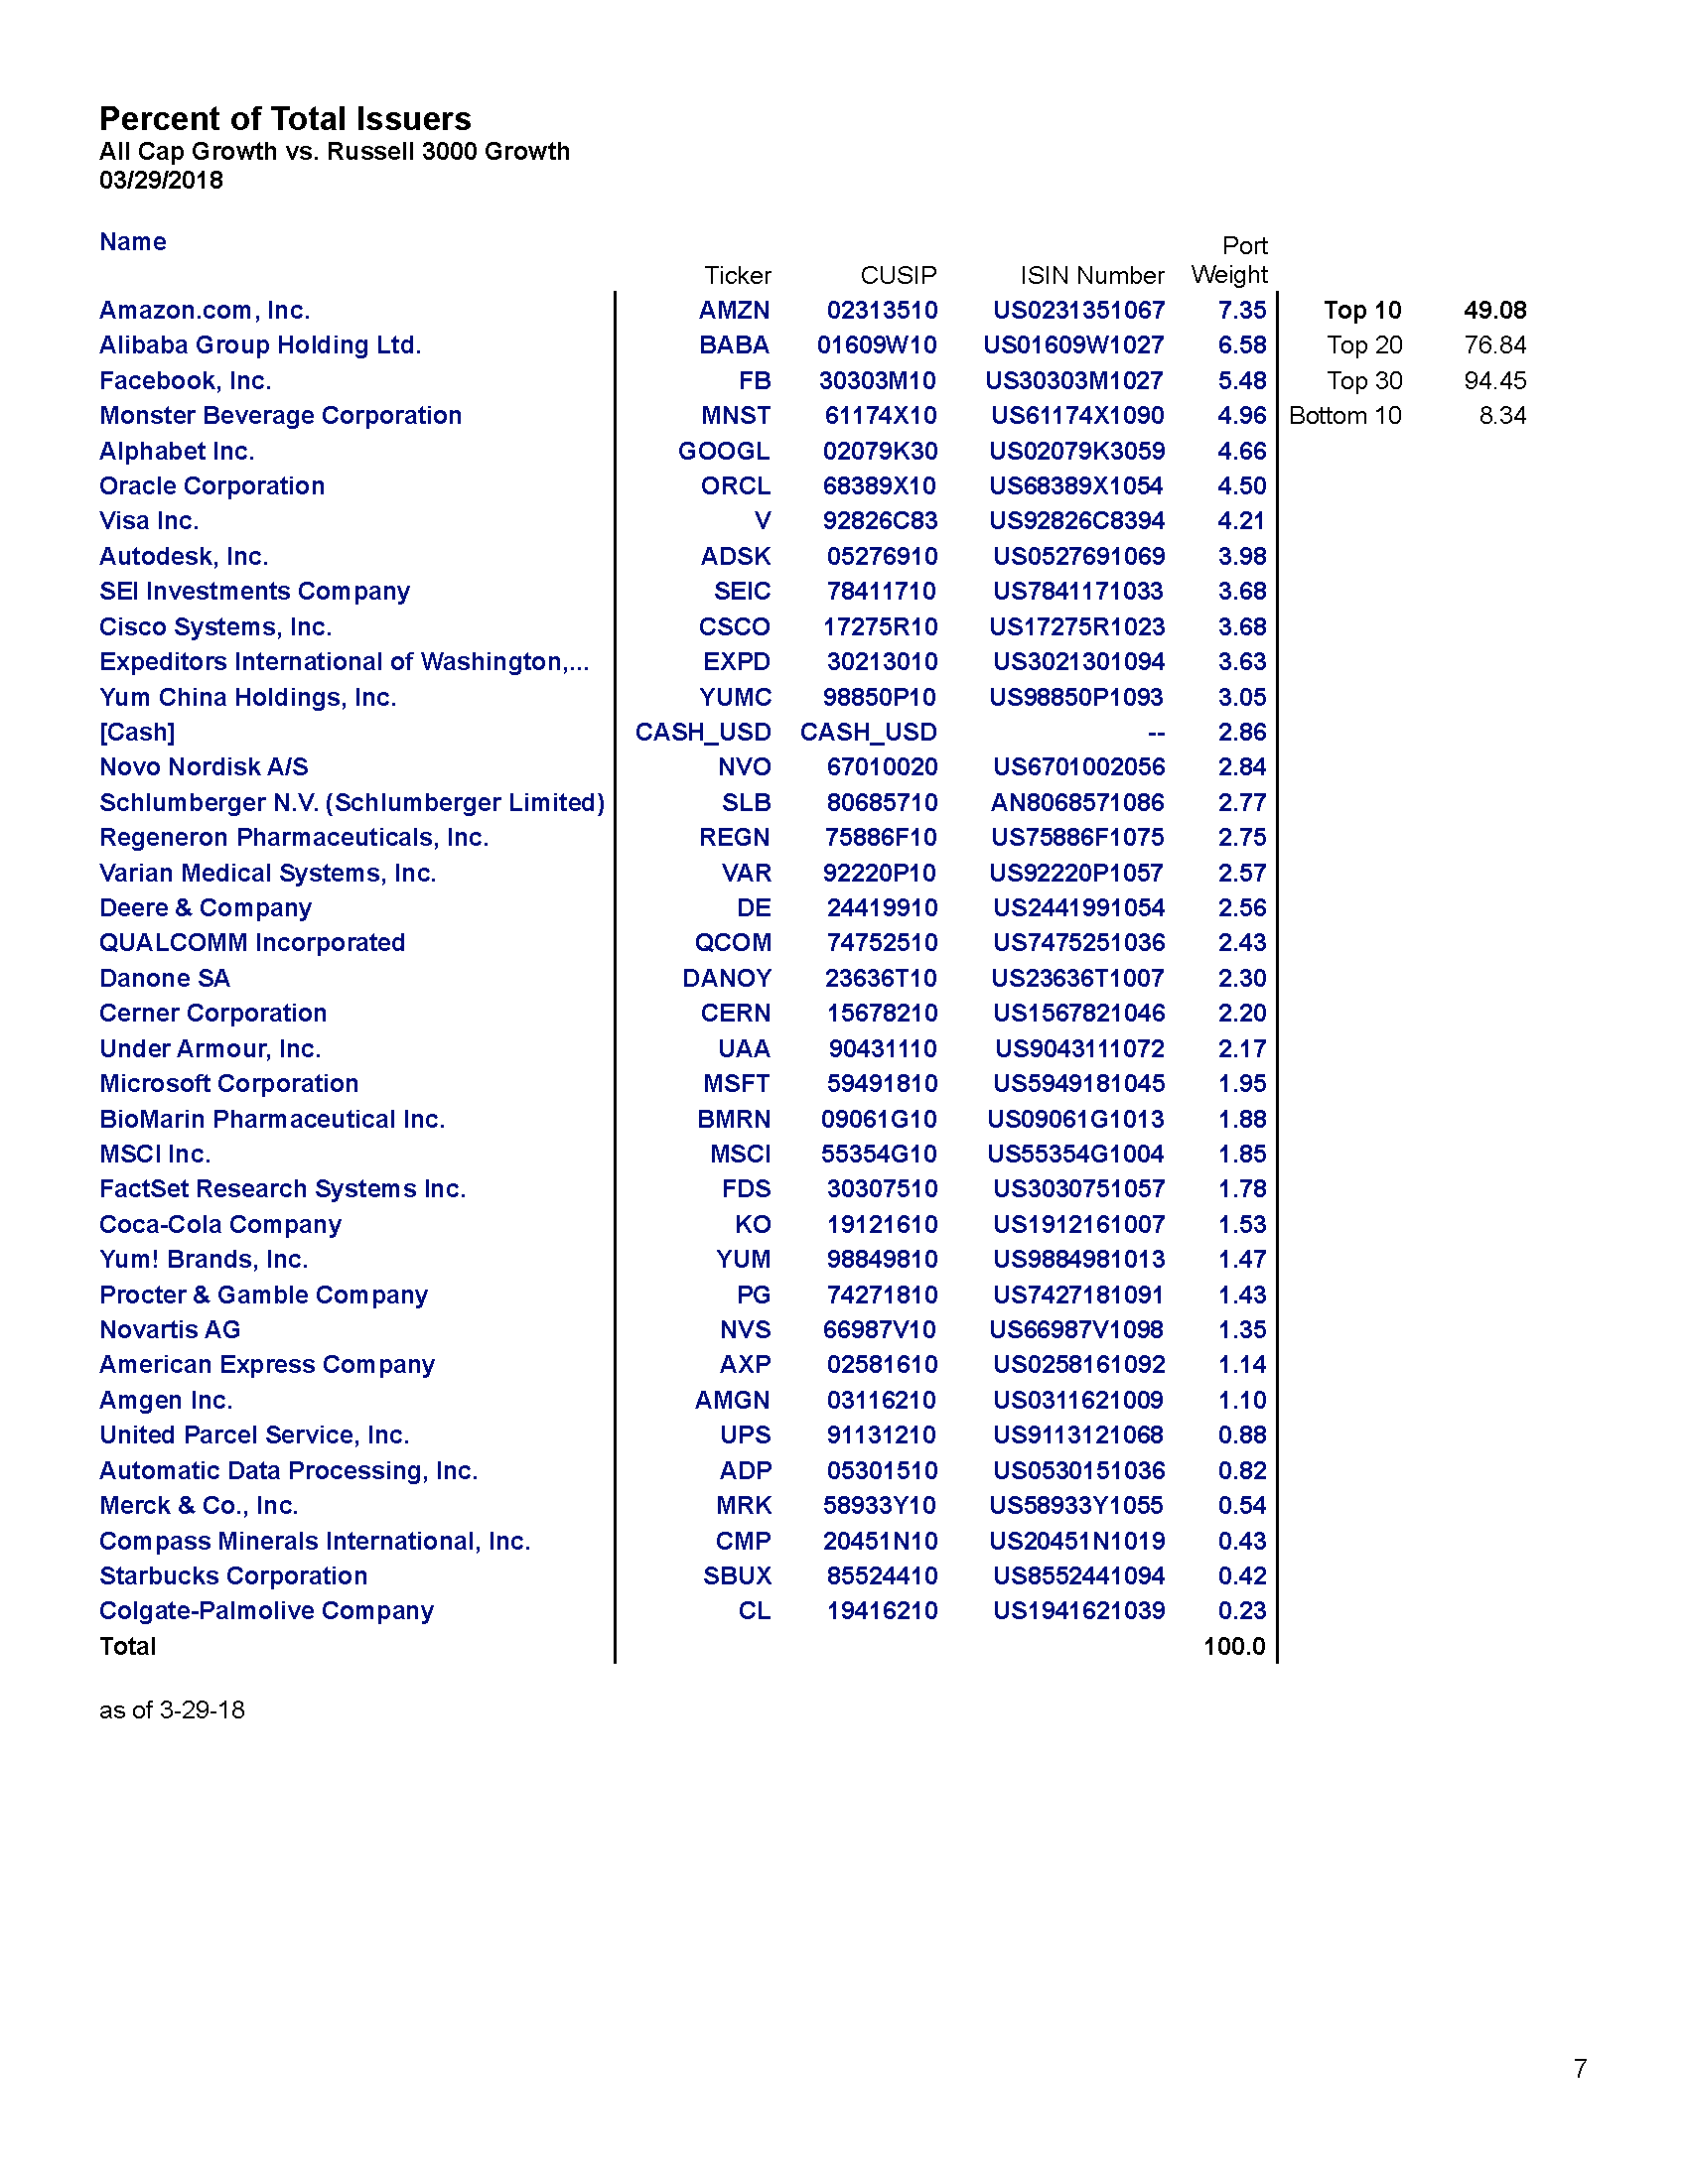 Percent of Total Issuers
All Cap Growth vs. Russell 3000 Growth
03/29/2018
Name Ticker CUSIP ISIN Number Port Weight
Amazon.com, Inc. AMZN 02313510 US0231351067 7.35 Top 10 49.08
Alibaba Group Holding Ltd. BABA 01609W10 US01609W1027 6.58 Top 20 76.84
Facebook, Inc. FB 30303M10 US30303M1027 5.48 Top 30 94.45
Monster Beverage Corporation MNST 61174X10 US61174X1090 4.96 Bottom 10 8.34
Alphabet Inc. GOOGL 02079K30 US02079K3059 4.66
Oracle Corporation ORCL 68389X10 US68389X1054 4.50
Visa Inc. V 92826C83 US92826C8394 4.21
Autodesk, Inc. ADSK 05276910 US0527691069 3.98
SEI Investments Company SEIC 78411710 US7841171033 3.68
Cisco Systems, Inc. CSCO 17275R10 US17275R1023 3.68
Expeditors International of Washington,... EXPD 30213010 US3021301094 3.63
Yum China Holdings, Inc. YUMC 98850P10 US98850P1093 3.05
[Cash] CASH_USD CASH_USD -- 2.86
Novo Nordisk A/S NVO 67010020 US6701002056 2.84
Schlumberger N.V. (Schlumberger Limited) SLB 80685710 AN8068571086 2.77
Regeneron Pharmaceuticals, Inc. REGN 75886F10 US75886F1075 2.75
Varian Medical Systems, Inc. VAR 92220P10 US92220P1057 2.57
Deere & Company DE 24419910 US2441991054 2.56
QUALCOMM Incorporated QCOM 74752510 US7475251036 2.43
Danone SA DANOY 23636T10 US23636T1007 2.30
Cerner Corporation CERN 15678210 US1567821046 2.20
Under Armour, Inc. UAA 90431110 US9043111072 2.17
Microsoft Corporation MSFT 59491810 US5949181045 1.95
BioMarin Pharmaceutical Inc. BMRN 09061G10 US09061G1013 1.88
MSCI Inc. MSCI 55354G10 US55354G1004 1.85
FactSet Research Systems Inc. FDS 30307510 US3030751057 1.78
Coca-Cola Company KO 19121610 US1912161007 1.53
Yum! Brands, Inc. YUM 98849810 US9884981013 1.47
Procter & Gamble Company PG 74271810 US7427181091 1.43
Novartis AG NVS 66987V10 US66987V1098 1.35
American Express Company AXP 02581610 US0258161092 1.14
Amgen Inc. AMGN 03116210 US0311621009 1.10
United Parcel Service, Inc. UPS 91131210 US9113121068 0.88
Automatic Data Processing, Inc. ADP 05301510 US0530151036 0.82
Merck & Co., Inc. MRK 58933Y10 US58933Y1055 0.54
Compass Minerals International, Inc. CMP 20451N10 US20451N1019 0.43
Starbucks Corporation SBUX 85524410 US8552441094 0.42
Colgate-Palmolive Company CL 19416210 US1941621039 0.23
Total 100.0
as of 3-29-18
7